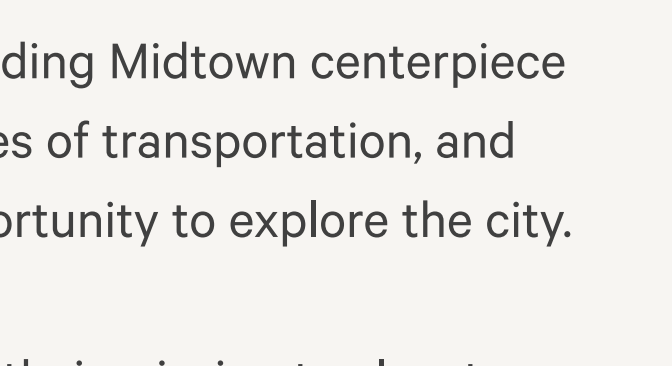 ding Midtown centerpiece
es of transportation, and
ortunity to explore the city.